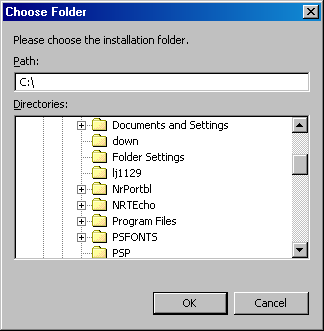 Choose Folder
Please choose the installation folder.
Path:
C:\
Directories:
Documents and Settings
down
Folder Settings
lj1129
NrPortbl
NRTEcho
Program Files
PSFONTS
PSP
OK Cancel